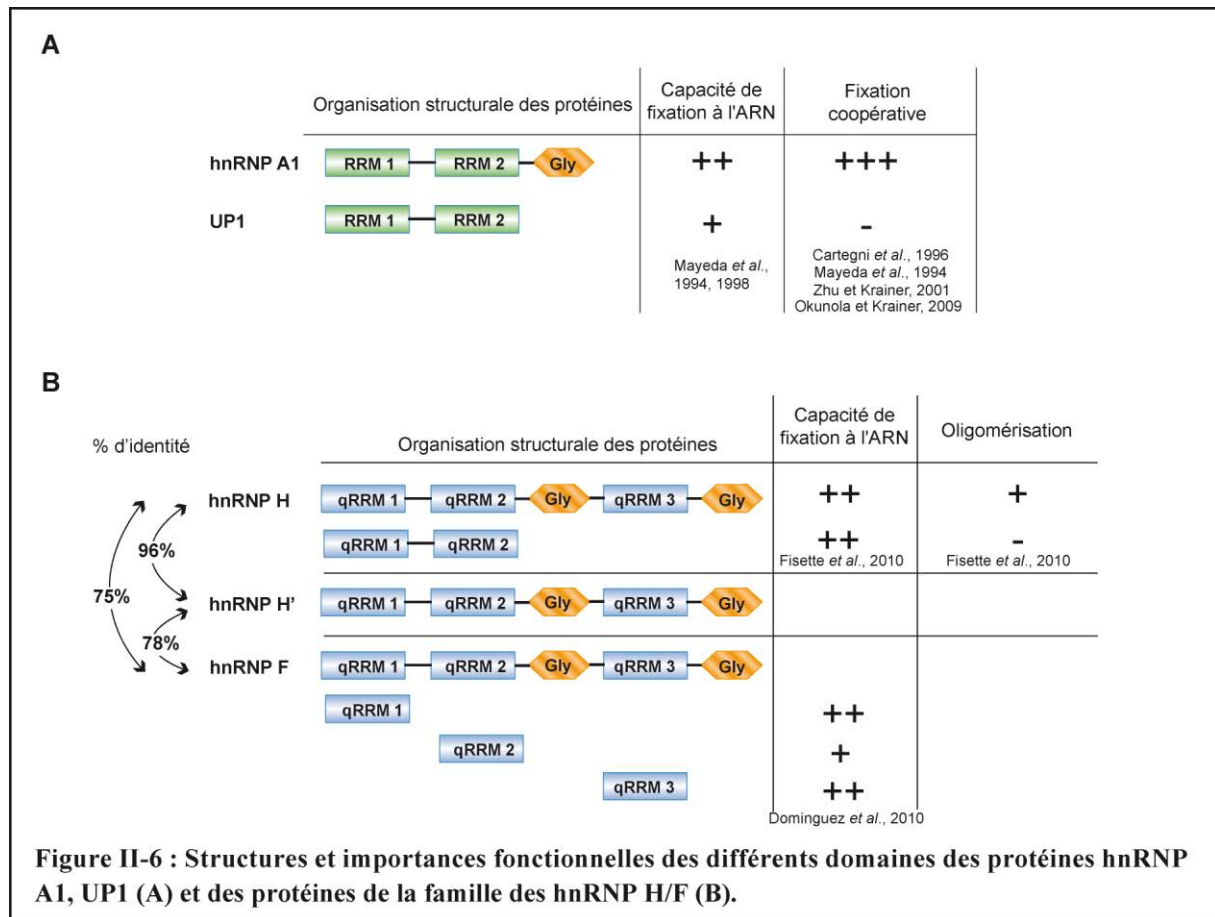 A
Organisation structurale des protéines
Capacité de
fixation à l'ARN
Fixation
coopérative
hnRNP A1
RRM 1
RRM 2
Gly
++
+++
UP1
RRM 1
RRM 2
+
-
Mayeda et al.,
1994, 1998
Cartegni et al., 1996
Mayeda et al., 1994
Zhu et Krainer, 2001
Okunola et Krainer, 2009
B
% d'identité
Organisation structurale des protéines
Capacité de
fixation à l'ARN
Oligomérisation
hnRNP H
qRRM 1
qRRM 2
Gly
qRRM 3
Gly
++
+
qRRM 1
qRRM 2
++
-
Fisette et al., 2010
Fisette et al., 2010
96%
75%
78%
hnRNP H'
qRRM 1
qRRM 2
Gly
qRRM 3
Gly
hnRNP F
qRRM 1
qRRM 2
Gly
qRRM 3
Gly
qRRM 1
++
qRRM 2
+
qRRM 3
++
Dominguez et al., 2010
Figure II-6 : Structures et importances fonctionnelles des différents domaines des protéines hnRNP
A1, UP1 (A) et des protéines de la famille des hnRNP H/F (B).